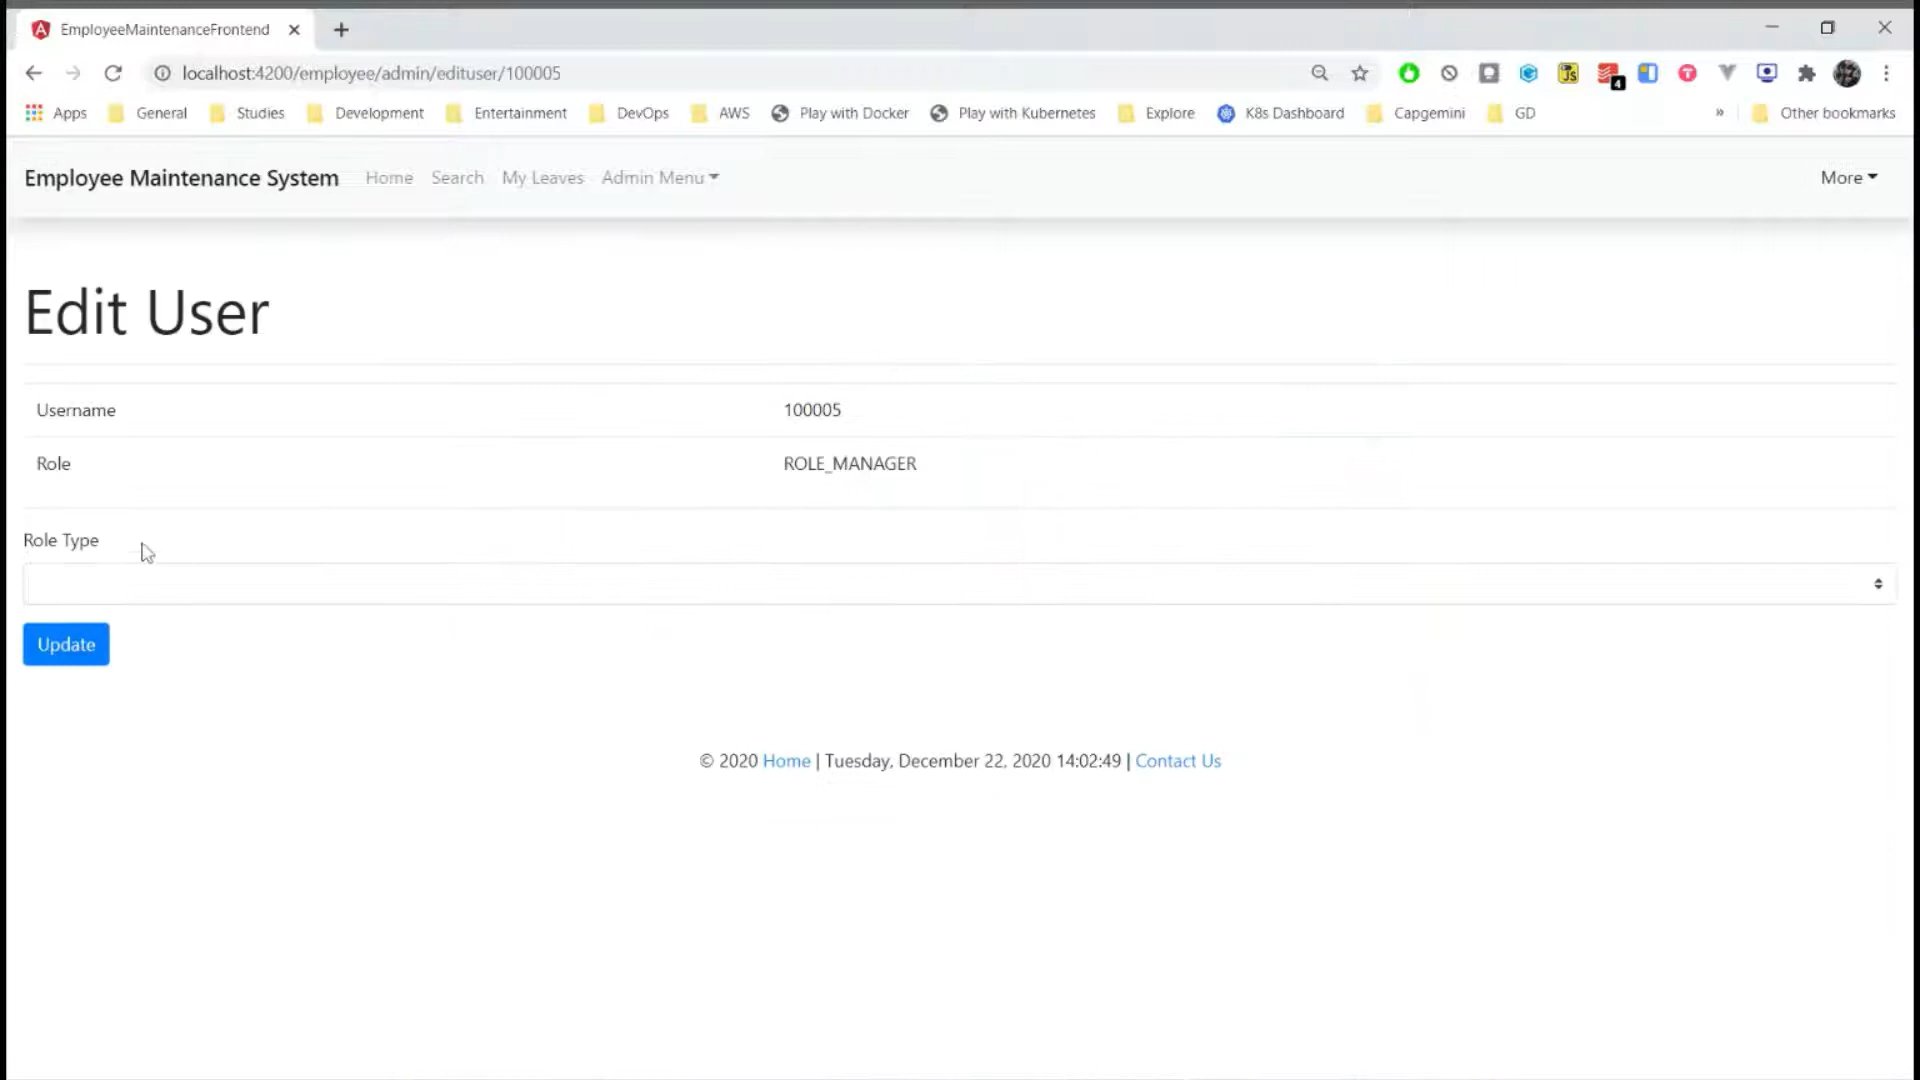 EmployeeMaintenanceFrontend
localhost:4200/employee/admin/edituser/100005
4
Apps General Studies Development Entertainment DevOps AWS Play with Docker Play with Kubernetes Explore K8s Dashboard Capgemini GD » Other bookmarks
Employee Maintenance System Home Search My Leaves Admin Menu More
Edit User
Username 100005
Role ROLE_MANAGER
Role Type
Update
© 2020 Home | Tuesday, December 22, 2020 14:02:49 | Contact Us